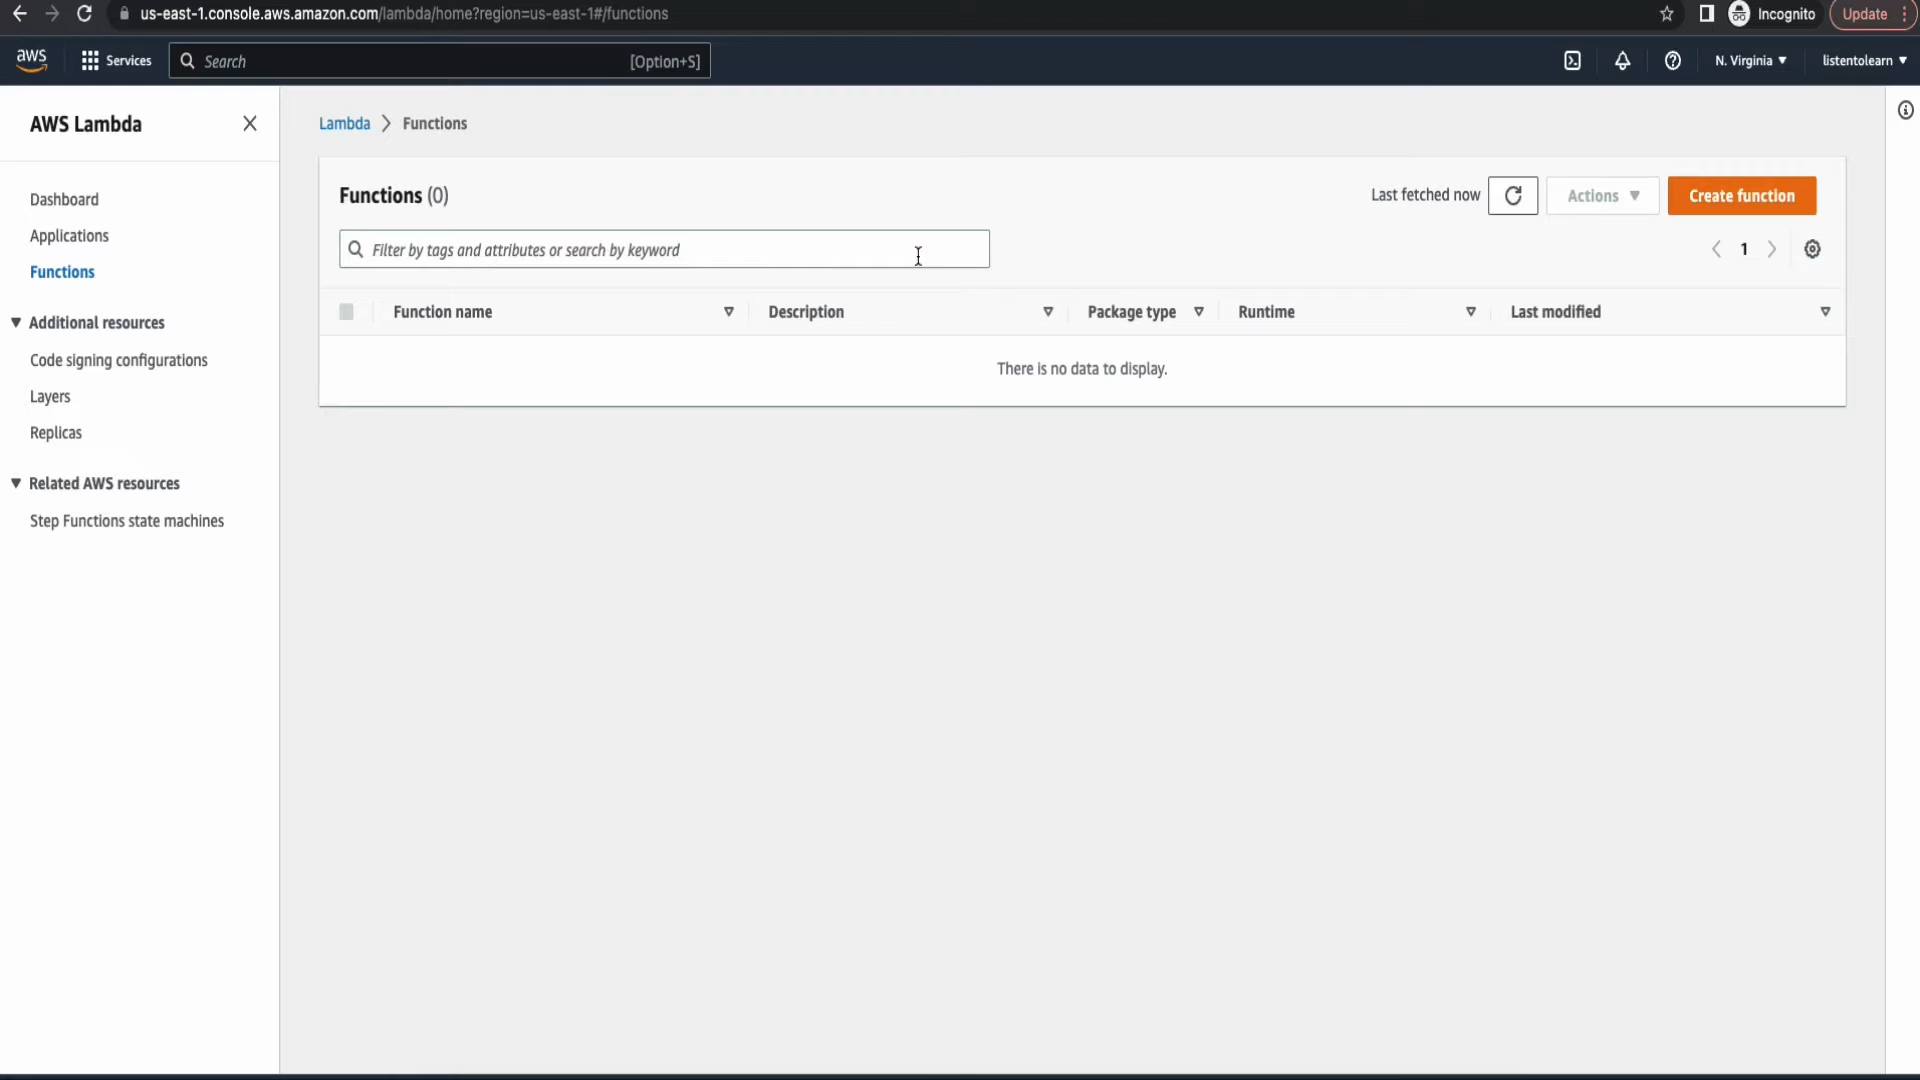 us-east-1.console.aws.amazon.com/lambda/home?region=us-east-1#/functions
Incognito
Update
aws
Services
Search
[Option+S]
N. Virginia
listentolearn
AWS Lambda
Lambda
Functions
Dashboard
Applications
Functions
Additional resources
Code signing configurations
Layers
Replicas
Related AWS resources
Step Functions state machines
Functions (0)
Last fetched now
Actions
Create function
Filter by tags and attributes or search by keyword
1
Function name
Description
Package type
Runtime
Last modified
There is no data to display.